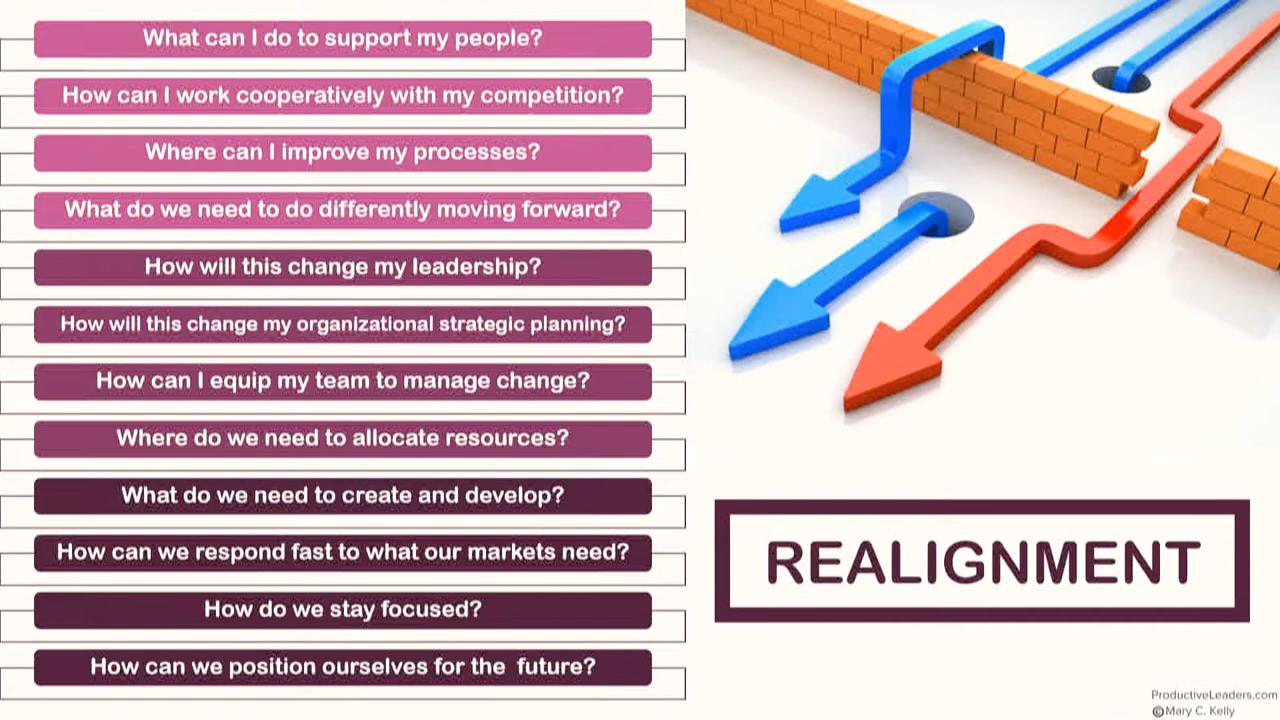 What can I do to support my people?
How can I work cooperatively with my competition?
Where can I improve my processes?
What do we need to do differently moving forward?
How will this change my leadership?
How will this change my organizational strategic planning?
How can I equip my team to manage change?
Where do we need to allocate resources?
What do we need to create and develop?
How can we respond fast to what our markets need?
How do we stay focused?
How can we position ourselves for the future?
REALIGNMENT
ProductiveLeaders.com
©Mary C. Kelly